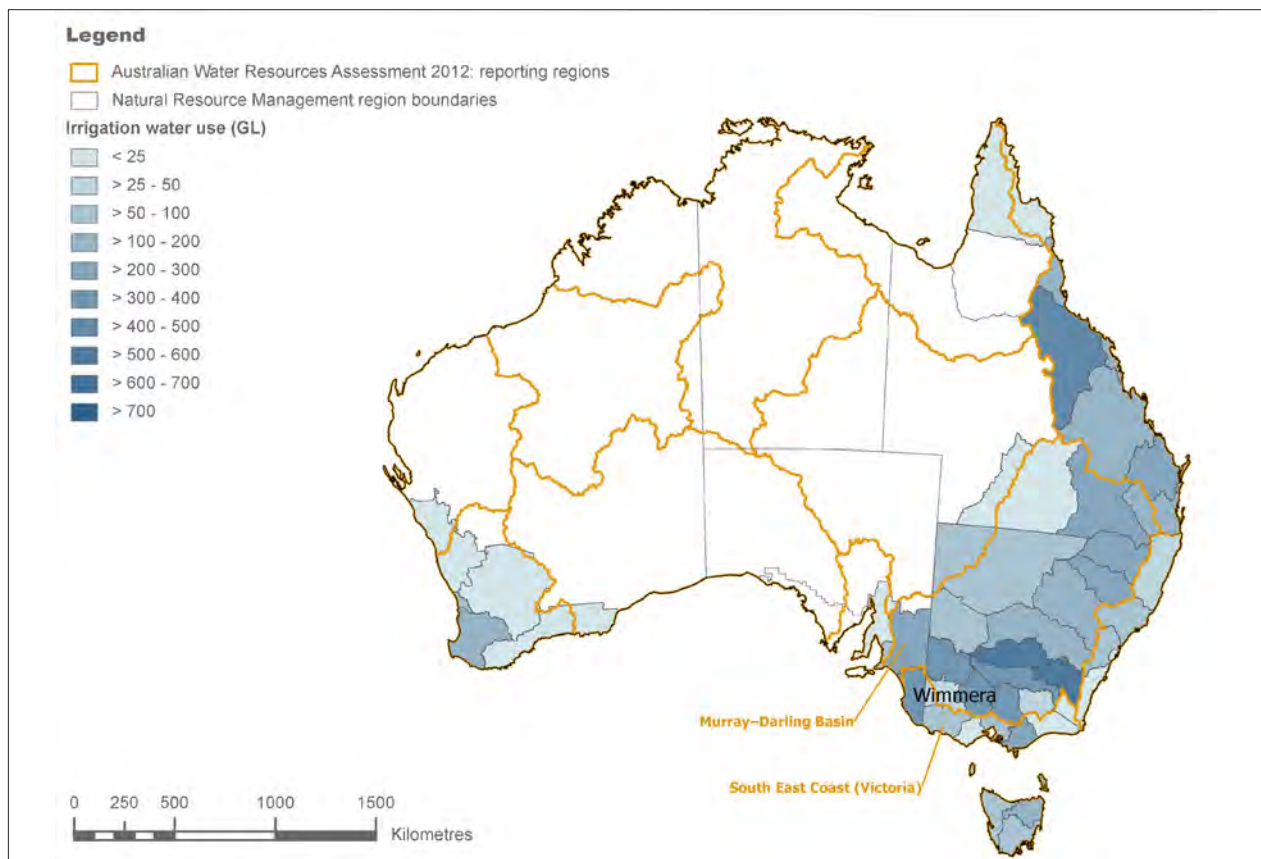 Legend
Australian Water Resources Assessment 2012: reporting regions
Natural Resource Management region boundaries
Irrigation water use (GL)
< 25
> 25 - 50
> 50 - 100
> 100 - 200
> 200 - 300
> 300 - 400
> 400 - 500
> 500 - 600
> 600 - 700
> 700
Wimmera
Murray–Darling Basin
South East Coast (Victoria)
0 250 500 1000 1500
Kilometres